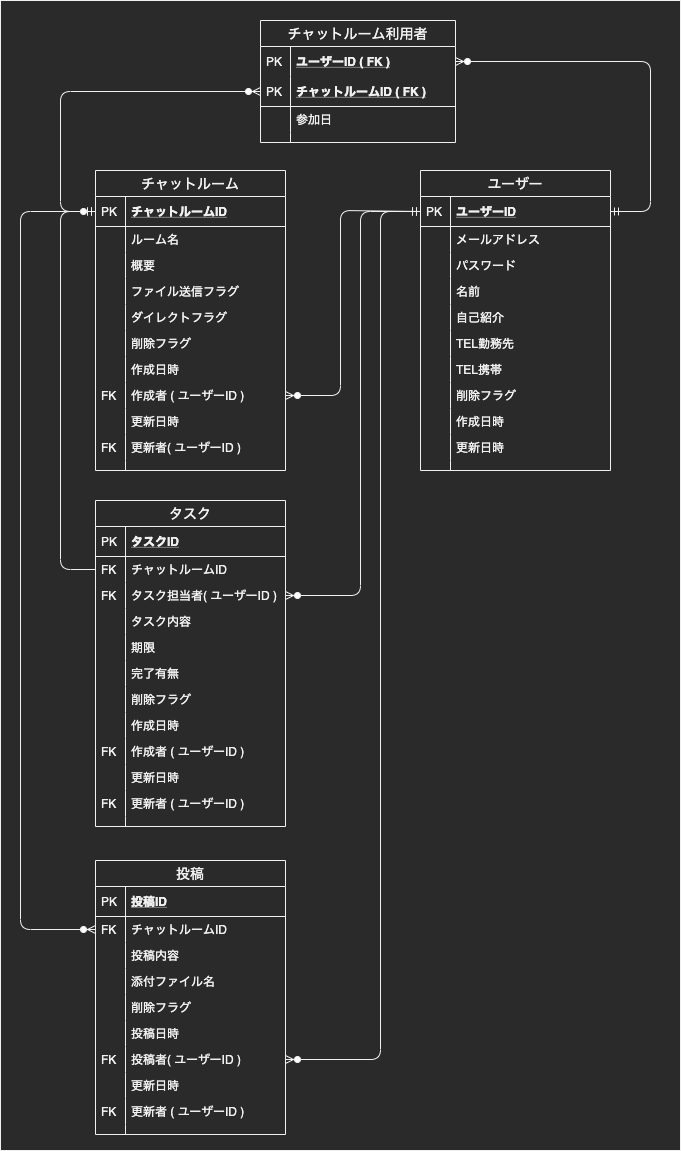 チャットルーム利用者
PK ユーザーID ( FK )
PK チャットルームID ( FK )
参加日
チャットルーム
PK チャットルームID
ルーム名
概要
ファイル送信フラグ
ダイレクトフラグ
削除フラグ
作成日時
FK 作成者 ( ユーザーID )
更新日時
FK 更新者( ユーザーID )
ユーザー
PK ユーザーID
メールアドレス
パスワード
名前
自己紹介
TEL勤務先
TEL携帯
削除フラグ
作成日時
更新日時
タスク
PK タスクID
FK チャットルームID
FK タスク担当者( ユーザーID )
タスク内容
期限
完了有無
削除フラグ
作成日時
FK 作成者 ( ユーザーID )
更新日時
FK 更新者 ( ユーザーID )
投稿
PK 投稿ID
FK チャットルームID
投稿内容
添付ファイル名
削除フラグ
投稿日時
FK 投稿者( ユーザーID )
更新日時
FK 更新者 ( ユーザーID )